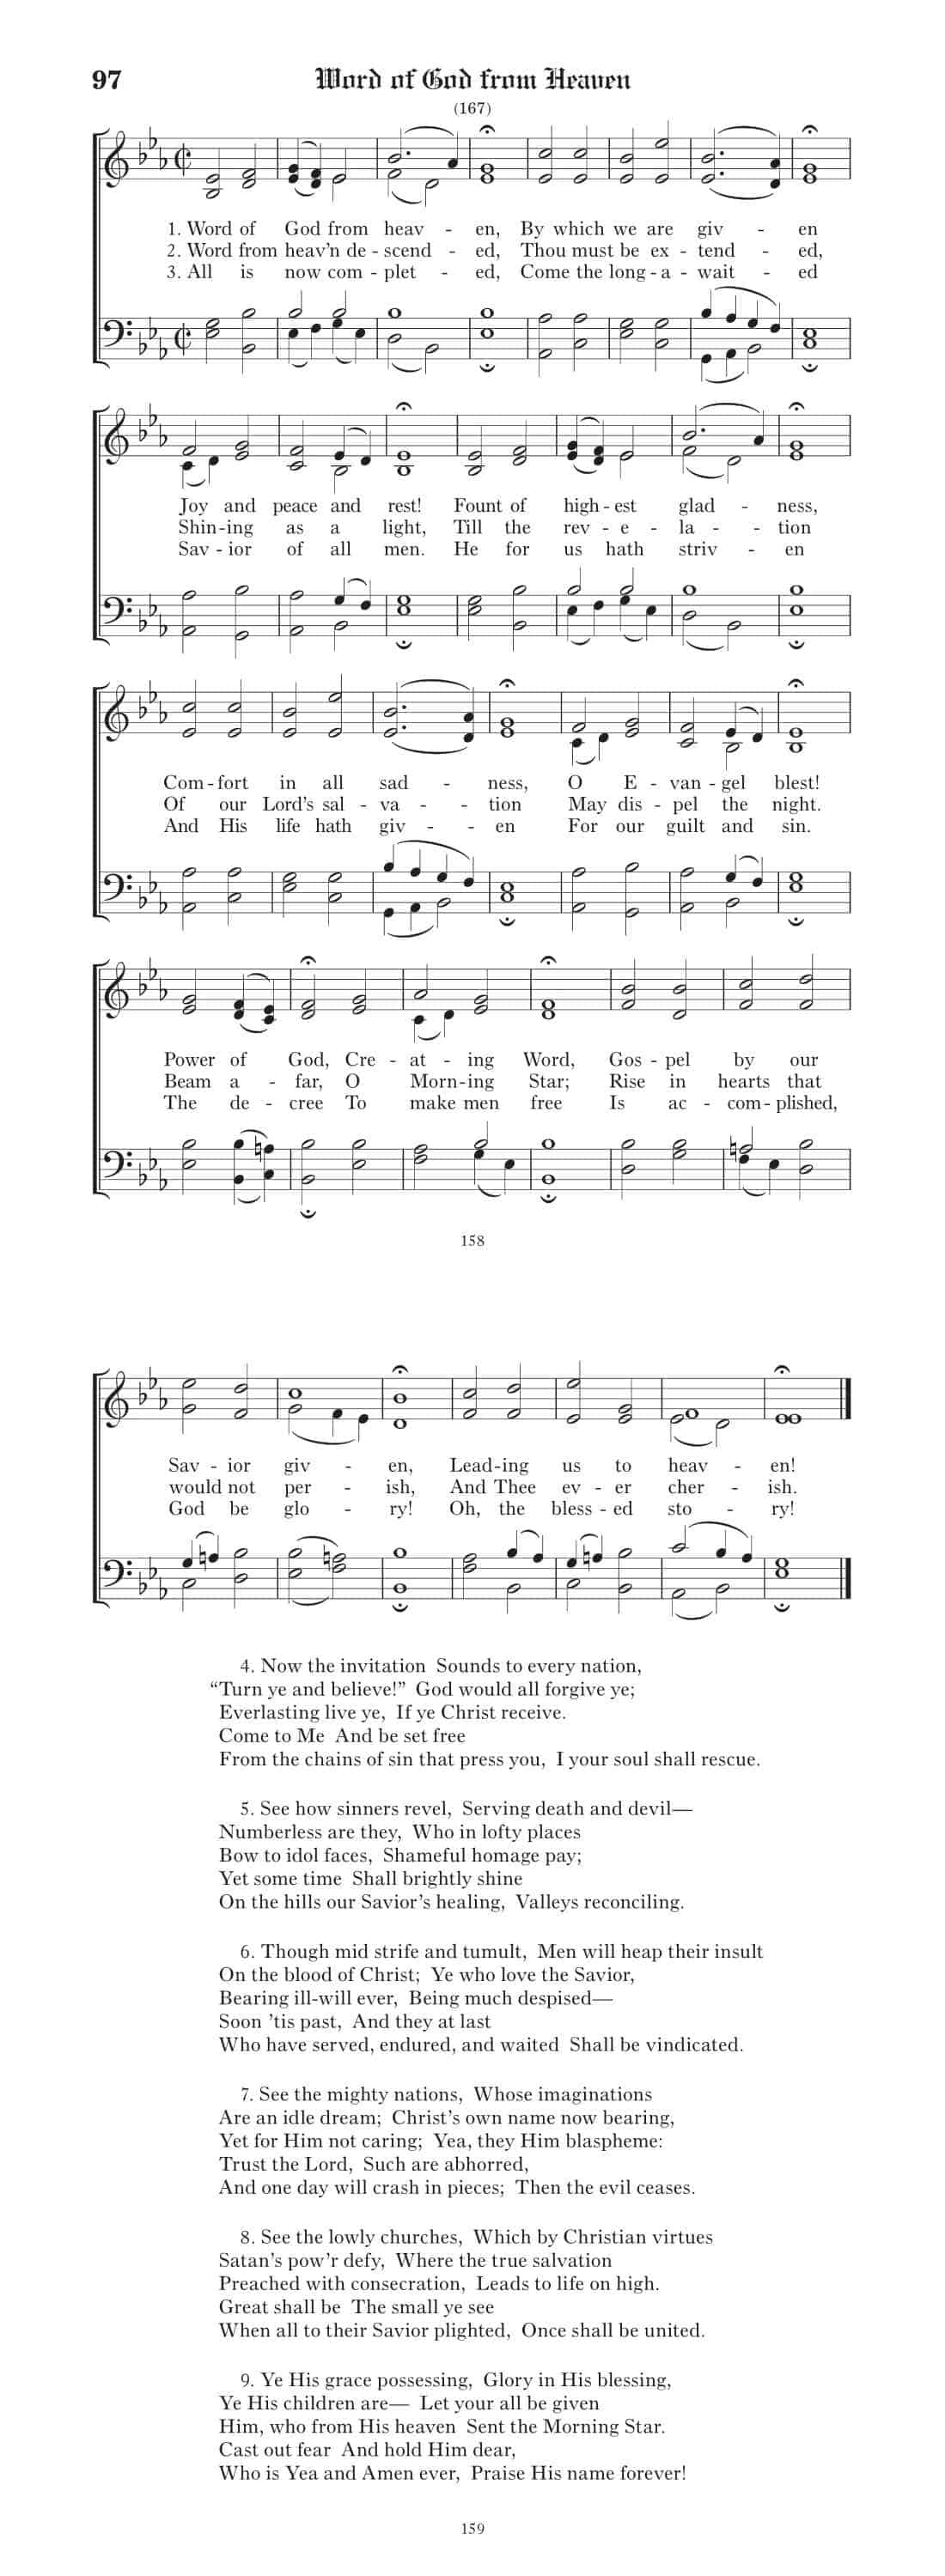 97 Word of God from Heaven
(167)
1. Word of God from heav - en, By which we are giv - en
2. Word from heav’n de - scend - ed, Thou must be ex - tend - ed,
3. All is now com - plet - ed, Come the long - a - wait - ed
Joy and peace and rest! Fount of high - est glad - ness,
Shin - ing as a light, Till the rev - e - la - - tion
Sav - ior of all men. He for us hath striv - en
Com - fort in all sad - ness, O E - van - gel blest!
Of our Lord’s sal - va - - tion May dis - pel the night.
And His life hath giv - - en For our guilt and sin.
Power of God, Cre - at - ing Word, Gos - pel by our
Beam a - far, O Morn - ing Star; Rise in hearts that
The de - cree To make men free Is ac - com - plished,
158
Sav - ior giv - en, Lead - ing us to heav - en!
would not per - ish, And Thee ev - er cher - ish.
God be glo - ry! Oh, the bless - ed sto - ry!
4. Now the invitation Sounds to every nation,
“Turn ye and believe!” God would all forgive ye;
Everlasting live ye, If ye Christ receive.
Come to Me And be set free
From the chains of sin that press you, I your soul shall rescue.
5. See how sinners revel, Serving death and devil—
Numberless are they, Who in lofty places
Bow to idol faces, Shameful homage pay;
Yet some time Shall brightly shine
On the hills our Savior’s healing, Valleys reconciling.
6. Though mid strife and tumult, Men will heap their insult
On the blood of Christ; Ye who love the Savior,
Bearing ill-will ever, Being much despised—
Soon ’tis past, And they at last
Who have served, endured, and waited Shall be vindicated.
7. See the mighty nations, Whose imaginations
Are an idle dream; Christ’s own name now bearing,
Yet for Him not caring; Yea, they Him blaspheme:
Trust the Lord, Such are abhorred,
And one day will crash in pieces; Then the evil ceases.
8. See the lowly churches, Which by Christian virtues
Satan’s pow’r defy, Where the true salvation
Preached with consecration, Leads to life on high.
Great shall be The small ye see
When all to their Savior plighted, Once shall be united.
9. Ye His grace possessing, Glory in His blessing,
Ye His children are— Let your all be given
Him, who from His heaven Sent the Morning Star.
Cast out fear And hold Him dear,
Who is Yea and Amen ever, Praise His name forever!
159